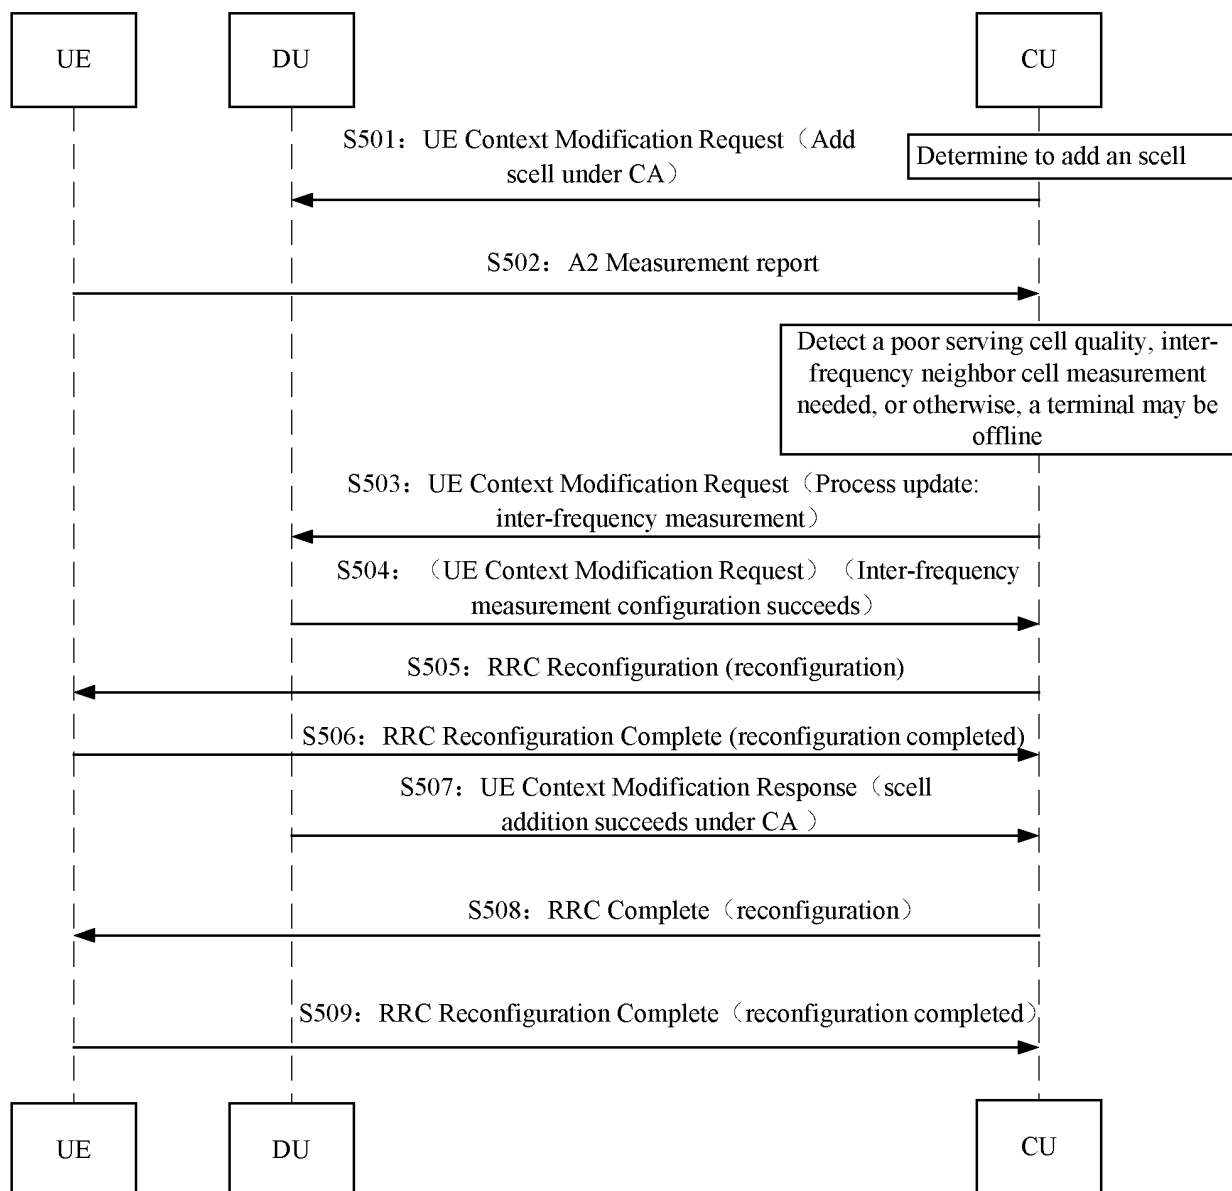 UE
DU
CU
S501：UE Context Modification Request（Add
scell under CA）
Determine to add an scell
S502：A2 Measurement report
Detect a poor serving cell quality, inter-
frequency neighbor cell measurement
needed, or otherwise, a terminal may be
offline
S503：UE Context Modification Request（Process update:
inter-frequency measurement）
S504：（UE Context Modification Request）（Inter-frequency
measurement configuration succeeds）
S505：RRC Reconfiguration (reconfiguration)
S506：RRC Reconfiguration Complete (reconfiguration completed)
S507：UE Context Modification Response（scell
addition succeeds under CA ）
S508：RRC Complete（reconfiguration）
S509：RRC Reconfiguration Complete（reconfiguration completed）
UE
DU
CU